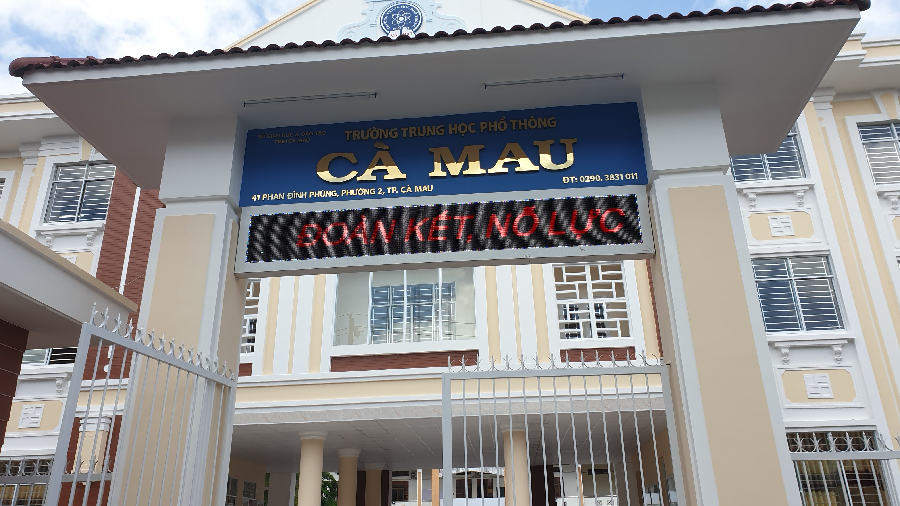 TRƯỜNG TRUNG HỌC PHỔ THÔNG
CÀ MAU
41 PHAN ĐÌNH PHÙNG, PHƯỜNG 2, TP. CÀ MAU
ĐT: 0290. 3831 011
ĐOÀN KẾT, NỖ LỰC